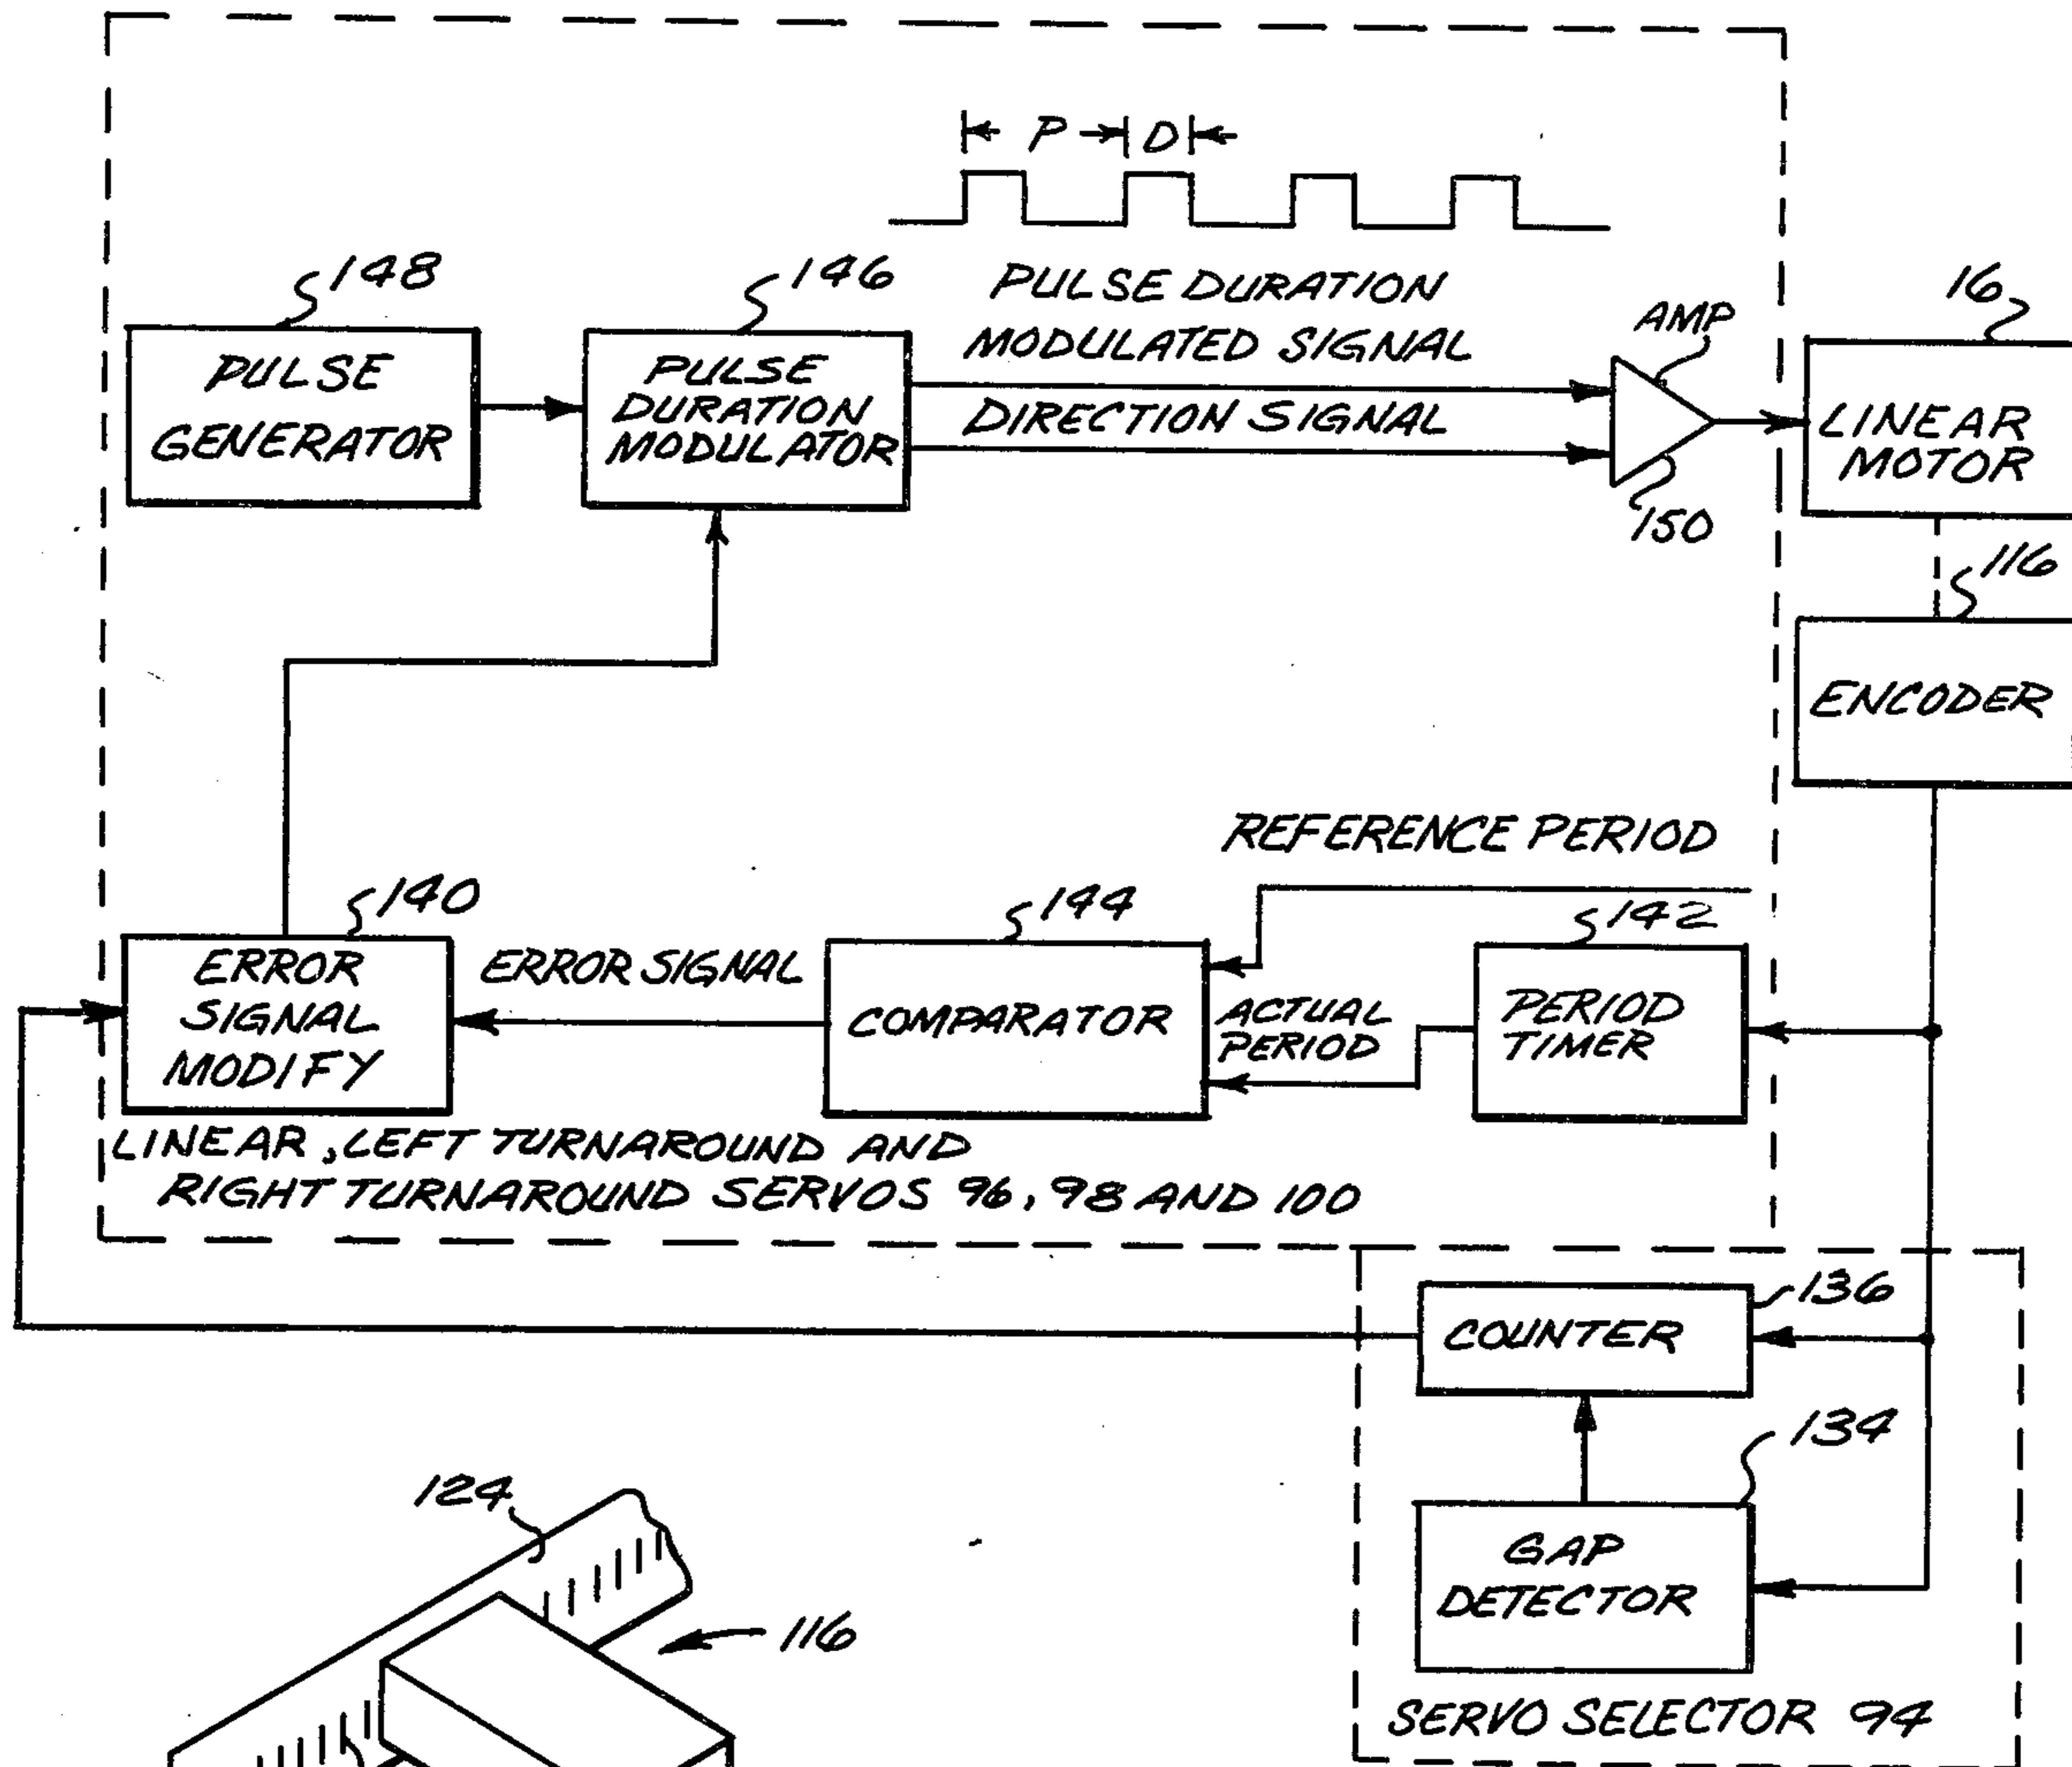 P D
148
146
PULSE DURATION
MODULATED SIGNAL
DIRECTION SIGNAL
AMP
16
PULSE
GENERATOR
PULSE
DURATION
MODULATOR
LINEAR
MOTOR
150
116
ENCODER
REFERENCE PERIOD
140
144
142
ERROR
SIGNAL
MODIFY
ERROR SIGNAL
COMPARATOR
ACTUAL
PERIOD
PERIOD
TIMER
LINEAR, LEFT TURNAROUND AND
RIGHT TURNAROUND SERVOS 96, 98 AND 100
136
COUNTER
134
GAP
DETECTOR
SERVO SELECTOR 94
124
116